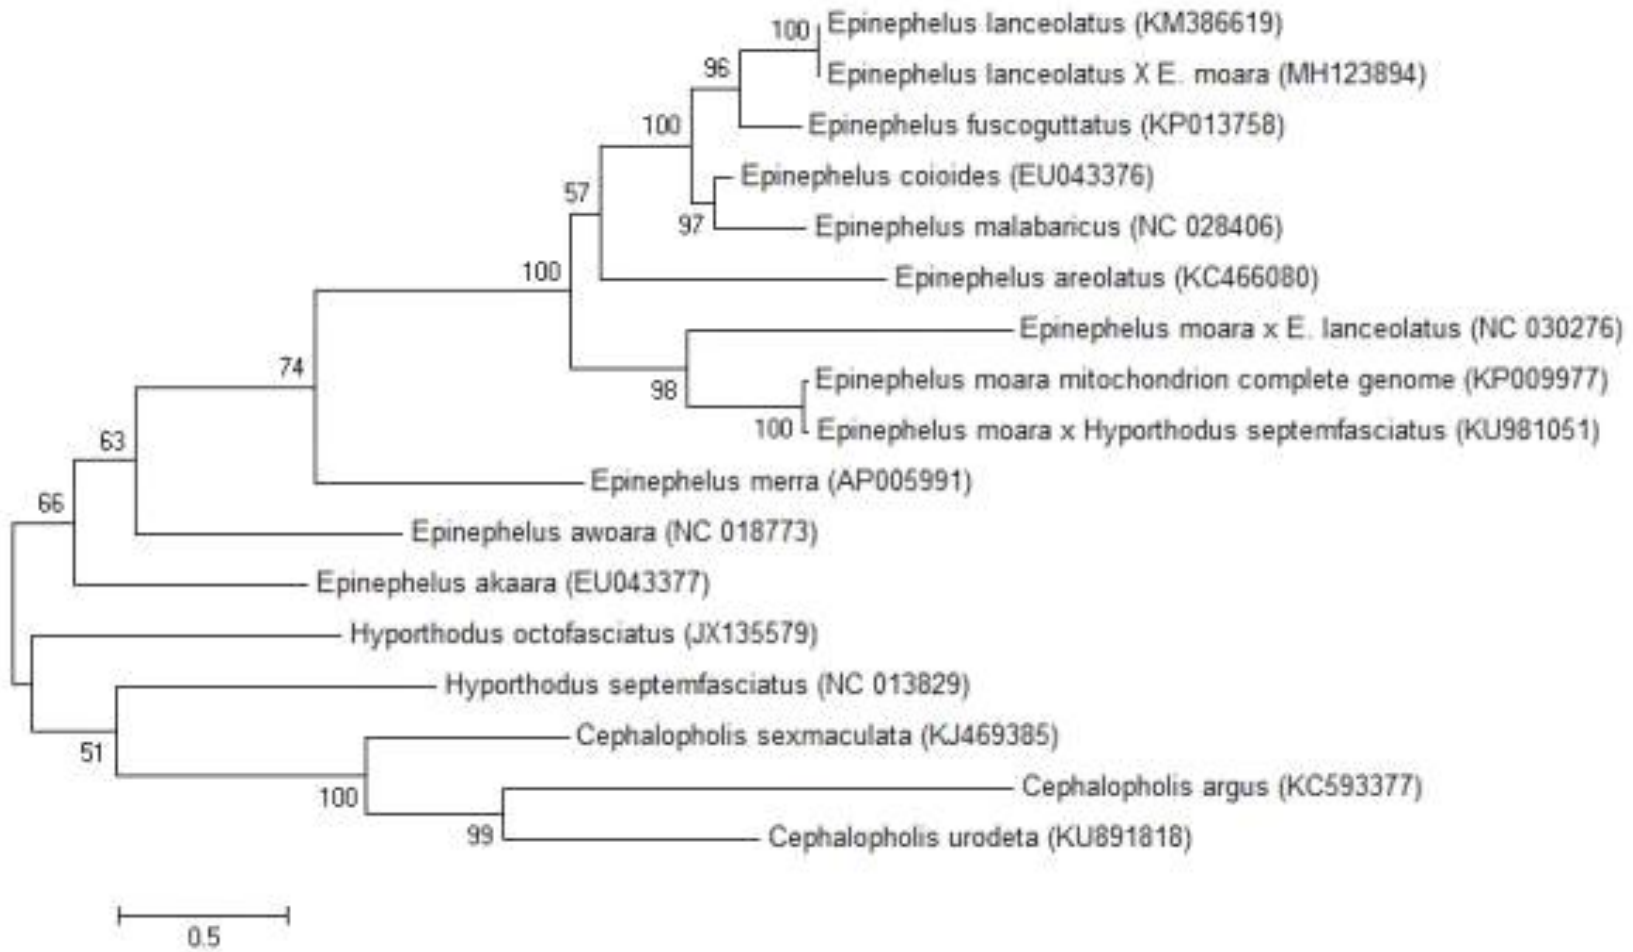 100 Epinephelus lanceolatus (KM386619)
96 Epinephelus lanceolatus X E. moara (MH123894)
100 Epinephelus fuscoguttatus (KP013758)
Epinephelus coioides (EU043376)
57
97 Epinephelus malabaricus (NC 028406)
100 Epinephelus areolatus (KC466080)
Epinephelus moara x E. lanceolatus (NC 030276)
74 Epinephelus moara mitochondrion complete genome (KP009977)
98
100 Epinephelus moara x Hyporthodus septemfasciatus (KU981051)
63
Epinephelus merra (AP005991)
66
Epinephelus awoara (NC 018773)
Epinephelus akaara (EU043377)
Hyporthodus octofasciatus (JX135579)
Hyporthodus septemfasciatus (NC 013829)
51 Cephalopholis sexmaculata (KJ469385)
100 Cephalopholis argus (KC593377)
99 Cephalopholis urodeta (KU891818)
0.5